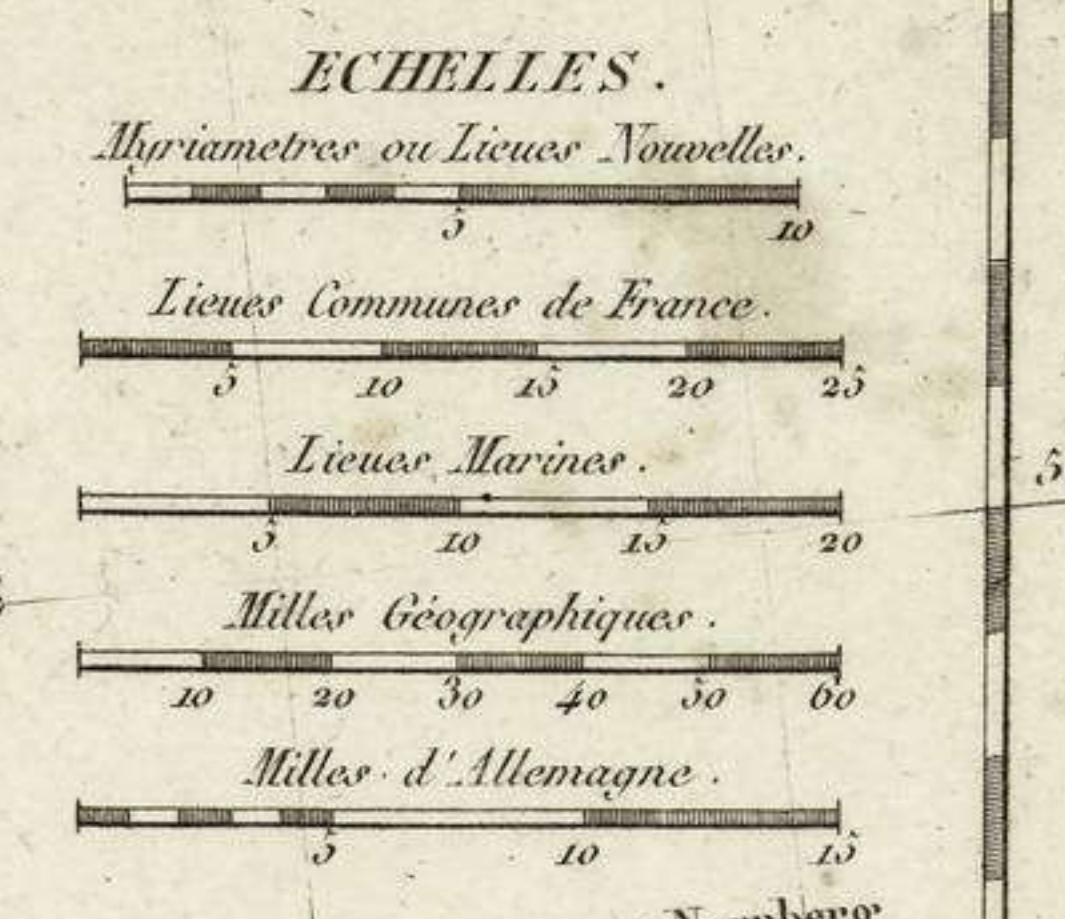 ECHELLES.
Myriametres ou Lieues Nouvelles.
5 10
Lieues Communes de France.
5 10 15 20 25
Lieues Marines.
5
5 10 15 20
Milles Géographiques.
10 20 30 40 50 60
Milles d'Allemagne.
5 10 15